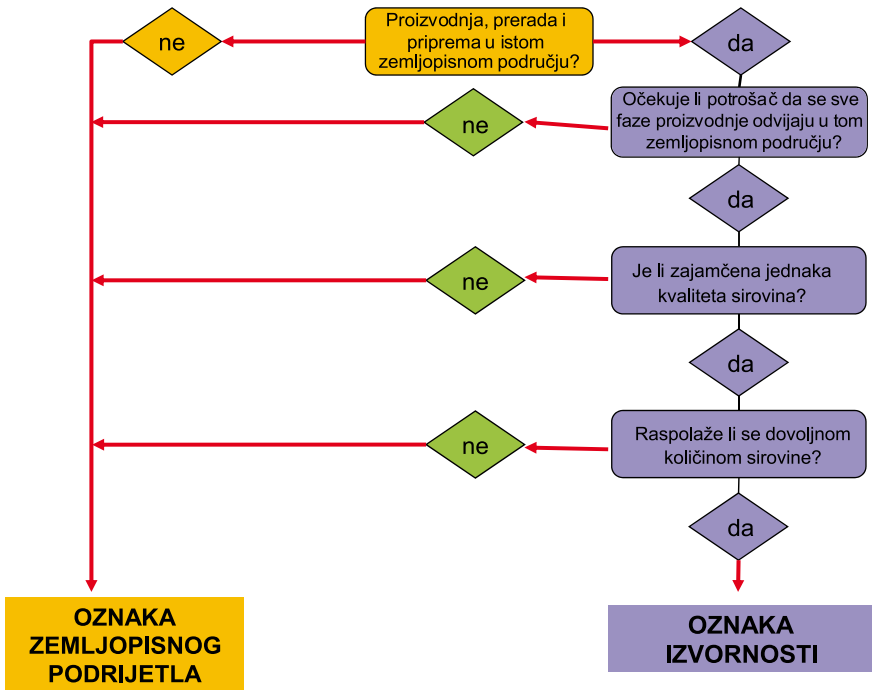 ne
Proizvodnja, prerada i
priprema u istom
zemljopisnom području?
da
ne
Očekuje li potrošač da se sve
faze proizvodnje odvijaju u tom
zemljopisnom području?
da
ne
Je li zajamčena jednaka
kvaliteta sirovina?
da
ne
Raspolaže li se dovoljnom
količinom sirovine?
da
OZNAKA
ZEMLJOPISNOG
PODRIJETLA
OZNAKA
IZVORNOSTI